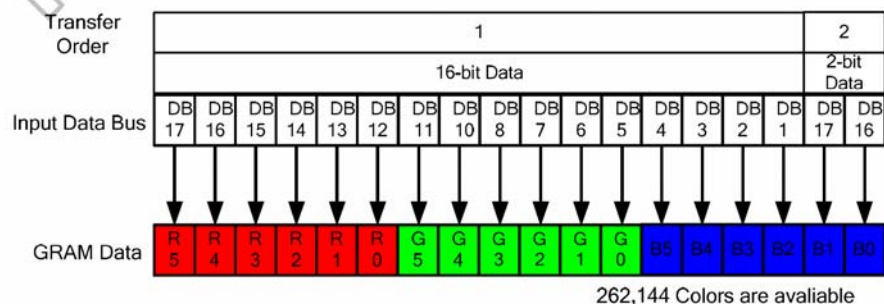 Transfer Order 1 2
16-bit Data 2-bit Data
Input Data Bus DB 17 DB 16 DB 15 DB 14 DB 13 DB 12 DB 11 DB 10 DB 8 DB 7 DB 6 DB 5 DB 4 DB 3 DB 2 DB 1 DB 17 DB 16
GRAM Data R 5 R 4 R 3 R 2 R 1 R 0 G 5 G 4 G 3 G 2 G 1 G 0 B5 B4 B3 B2 B1 B0
262,144 Colors are avaliable